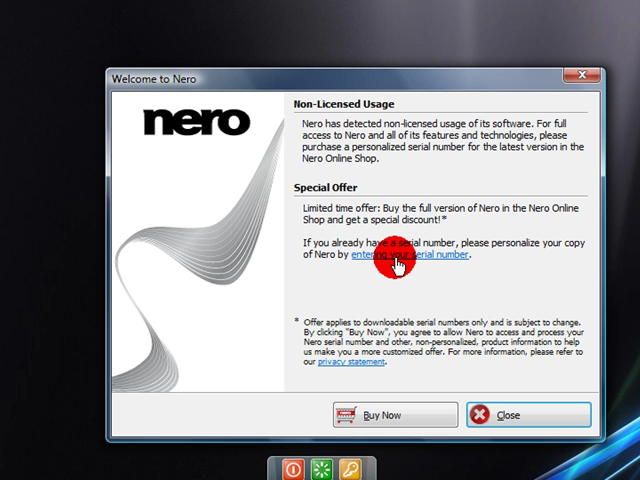 Welcome to Nero
nero
Non-Licensed Usage
Nero has detected non-licensed usage of its software. For full
access to Nero and all of its features and technologies, please
purchase a personalized serial number for the latest version in the
Nero Online Shop.
Special Offer
Limited time offer: Buy the full version of Nero in the Nero Online
Shop and get a special discount!*
If you already have a serial number, please personalize your copy
of Nero by entering your serial number.
* Offer applies to downloadable serial numbers only and is subject to change.
By clicking "Buy Now", you agree to allow Nero to access and process your
Nero serial number and other, non-personalized, product information to help
us make you a more customized offer. For more information, please refer to
our privacy statement.
Buy Now
Close